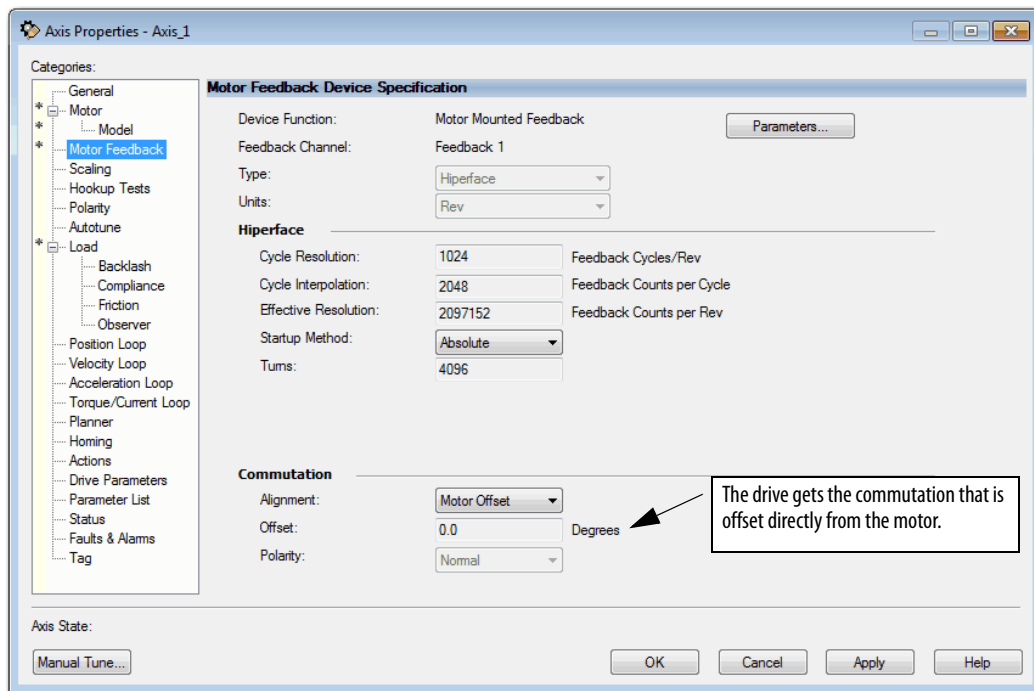 Axis Properties - Axis_1
Categories:
General
* Motor
* Model
* Motor Feedback
Scaling
Hookup Tests
Polarity
Autotune
* Load
Backlash
Compliance
Friction
Observer
Position Loop
Velocity Loop
Acceleration Loop
Torque/Current Loop
Planner
Homing
Actions
Drive Parameters
Parameter List
Status
Faults & Alarms
Tag
Motor Feedback Device Specification
Device Function: Motor Mounted Feedback
Parameters...
Feedback Channel: Feedback 1
Type: Hiperface
Units: Rev
Hiperface
Cycle Resolution: 1024 Feedback Cycles/Rev
Cycle Interpolation: 2048 Feedback Counts per Cycle
Effective Resolution: 2097152 Feedback Counts per Rev
Startup Method: Absolute
Turns: 4096
Commutation
Alignment: Motor Offset
Offset: 0.0 Degrees
Polarity: Normal
The drive gets the commutation that is
offset directly from the motor.
Axis State:
Manual Tune... OK Cancel Apply Help